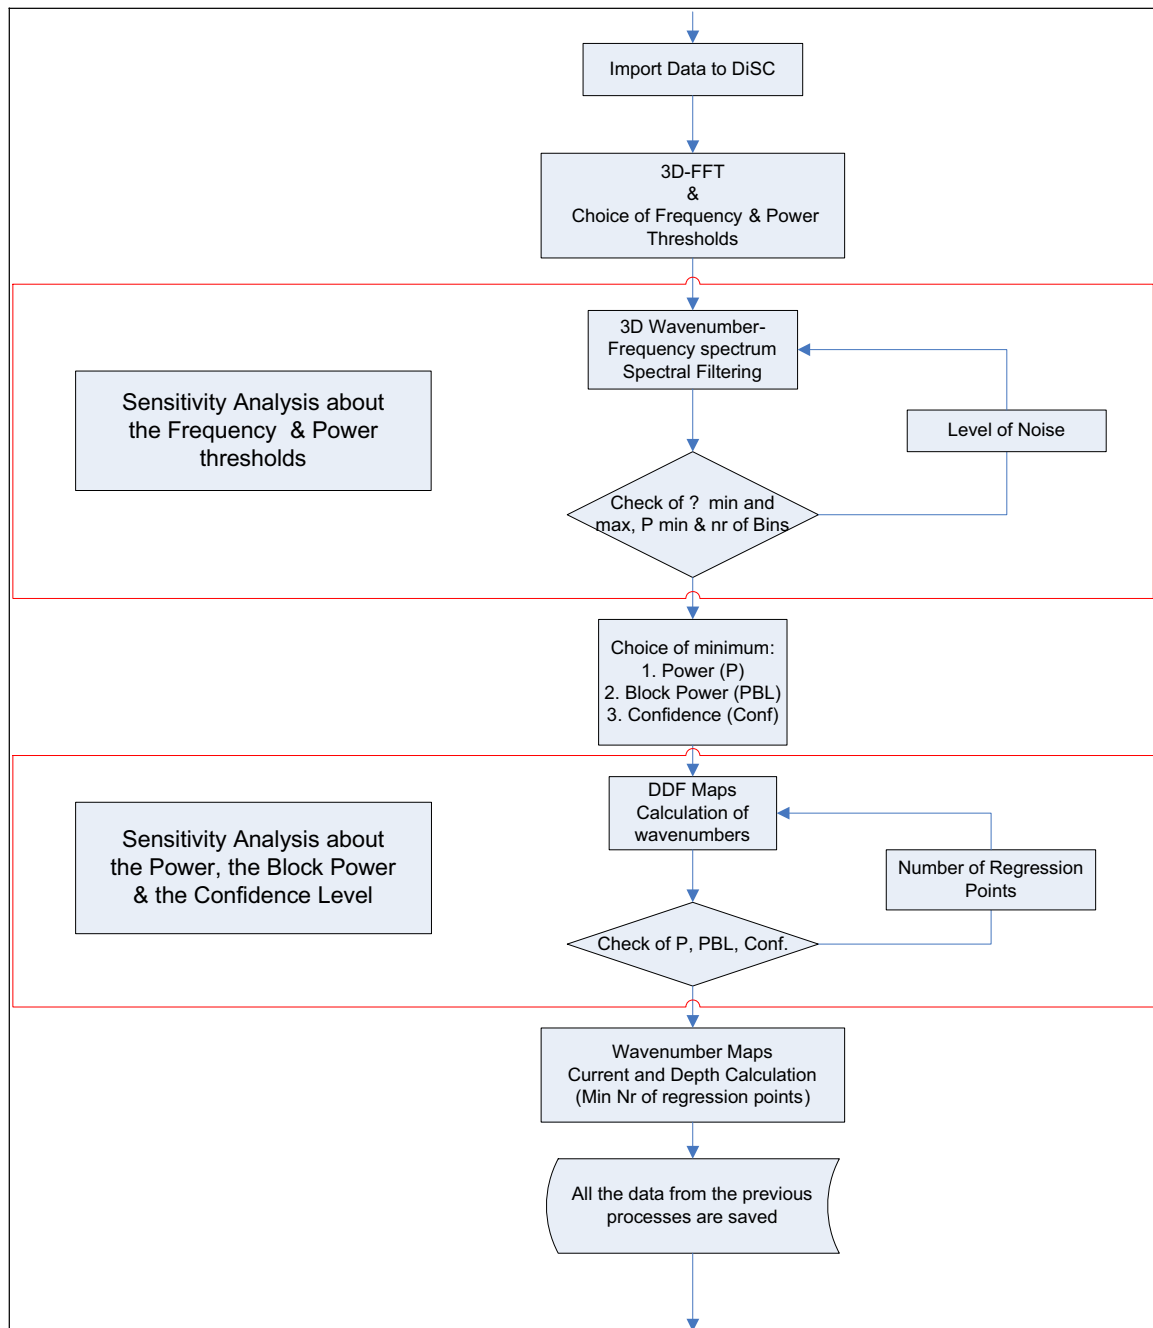 Import Data to DiSC
3D-FFT
&
Choice of Frequency & Power
Thresholds
3D Wavenumber-
Frequency spectrum
Spectral Filtering
Sensitivity Analysis about
the Frequency & Power
thresholds
Level of Noise
Check of ? min and
max, P min & nr of Bins
Choice of minimum:
1. Power (P)
2. Block Power (PBL)
3. Confidence (Conf)
DDF Maps
Calculation of
wavenumbers
Sensitivity Analysis about
the Power, the Block Power
& the Confidence Level
Number of Regression
Points
Check of P, PBL, Conf.
Wavenumber Maps
Current and Depth Calculation
(Min Nr of regression points)
All the data from the previous
processes are saved